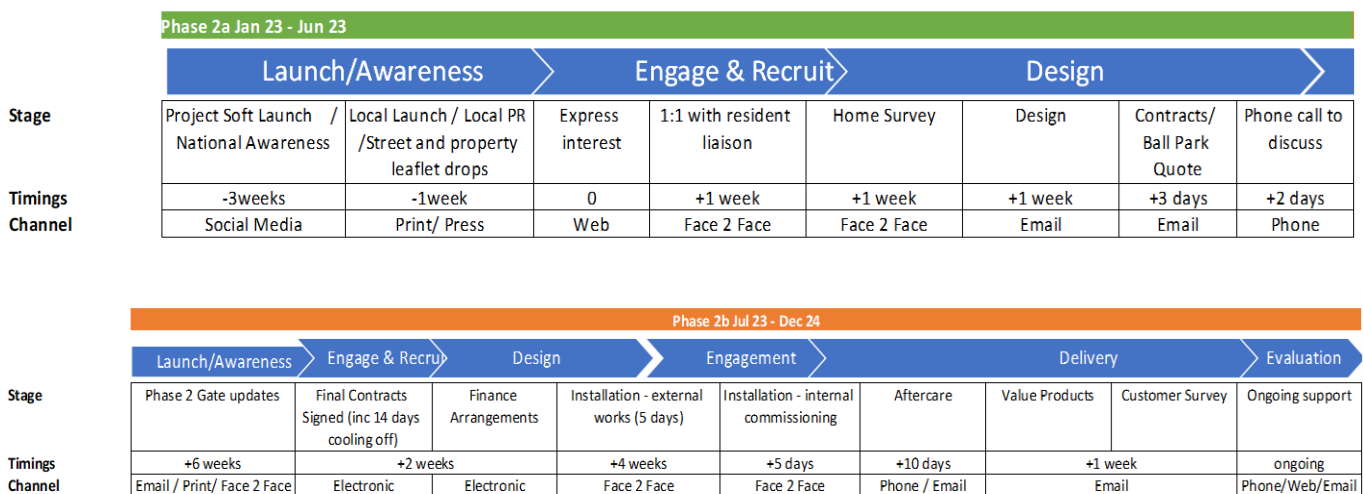 Phase 2a Jan 23 - Jun 23
Launch/Awareness
Engage & Recruit
Design
Stage
Project Soft Launch /
National Awareness
Local Launch / Local PR
/Street and property
leaflet drops
Express
interest
1:1 with resident
liaison
Home Survey
Design
Contracts/
Ball Park
Quote
Phone call to
discuss
Timings
-3weeks
-1week
0
+1 week
+1 week
+1 week
+3 days
+2 days
Channel
Social Media
Print/ Press
Web
Face 2 Face
Face 2 Face
Email
Email
Phone
Phase 2b Jul 23 - Dec 24
Launch/Awareness
Engage & Recru
Design
Engagement
Delivery
Evaluation
Stage
Phase 2 Gate updates
Final Contracts
Signed (inc 14 days
cooling off)
Finance
Arrangements
Installation - external
works (5 days)
Installation - internal
commissioning
Aftercare
Value Products
Customer Survey
Ongoing support
Timings
+6 weeks
+2 weeks
+4 weeks
+5 days
+10 days
+1 week
ongoing
Channel
Email / Print/ Face 2 Face
Electronic
Electronic
Face 2 Face
Face 2 Face
Phone / Email
Email
Phone/Web/Email